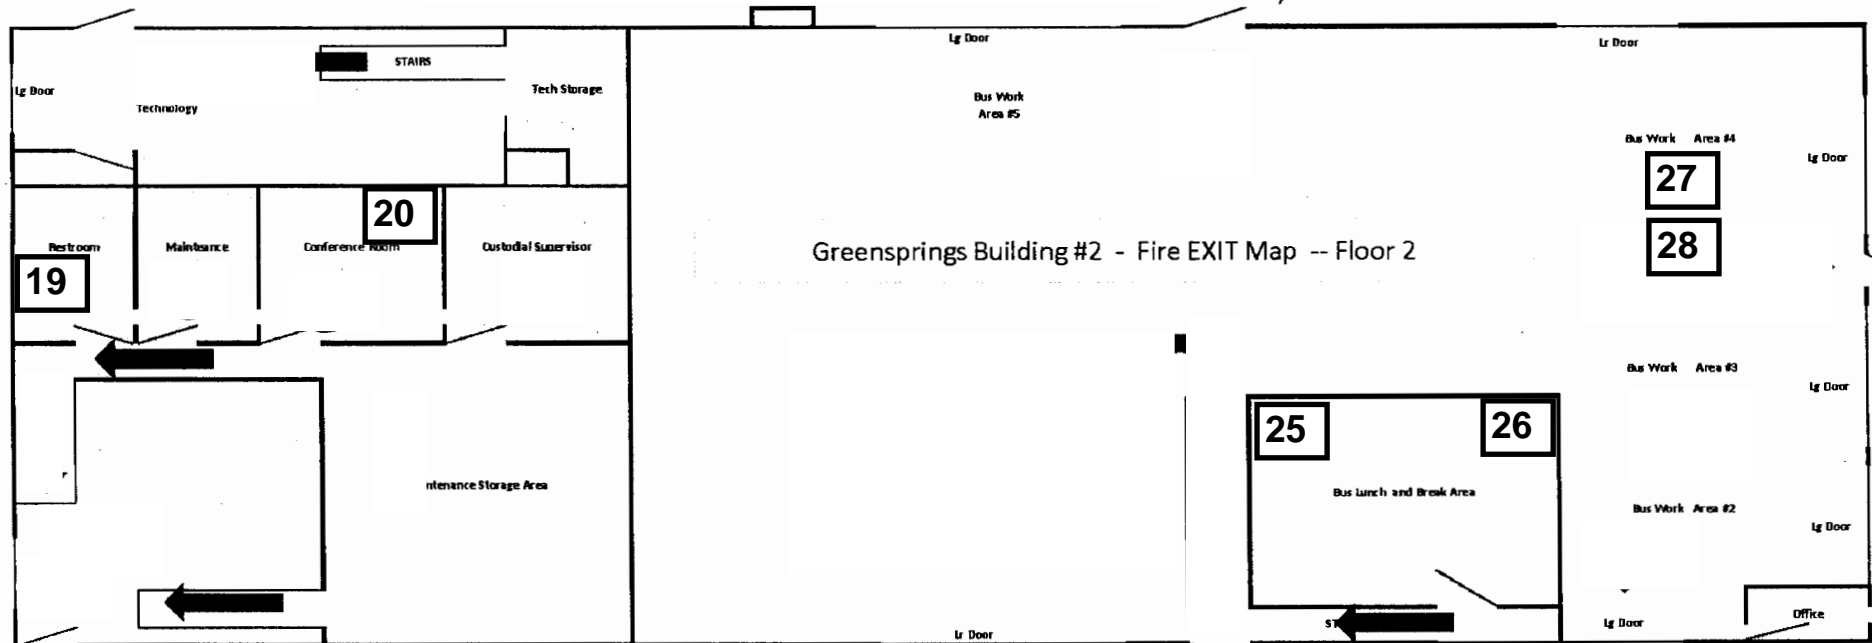 Lg Door
Lr Door
STAIRS
Lg Door
Tech Storage
Technology
Bus Work
Area #5
Bus Work Area #4
Lg Door
27
20
28
Restroom
Mainteance
Conference Room
Custodial Supervisor
Greensprings Building #2 - Fire EXIT Map -- Floor 2
19
Bus Work Area #3
Lg Door
25
26
ntenance Storage Area
Bus Lunch and Break Area
Bus Work Area #2
Lg Door
Office
ST
Lg Door
Lr Door